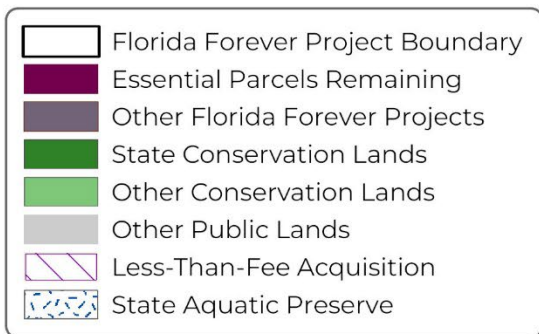 Florida Forever Project Boundary
Essential Parcels Remaining
Other Florida Forever Projects
State Conservation Lands
Other Conservation Lands
Other Public Lands
Less-Than-Fee Acquisition
State Aquatic Preserve